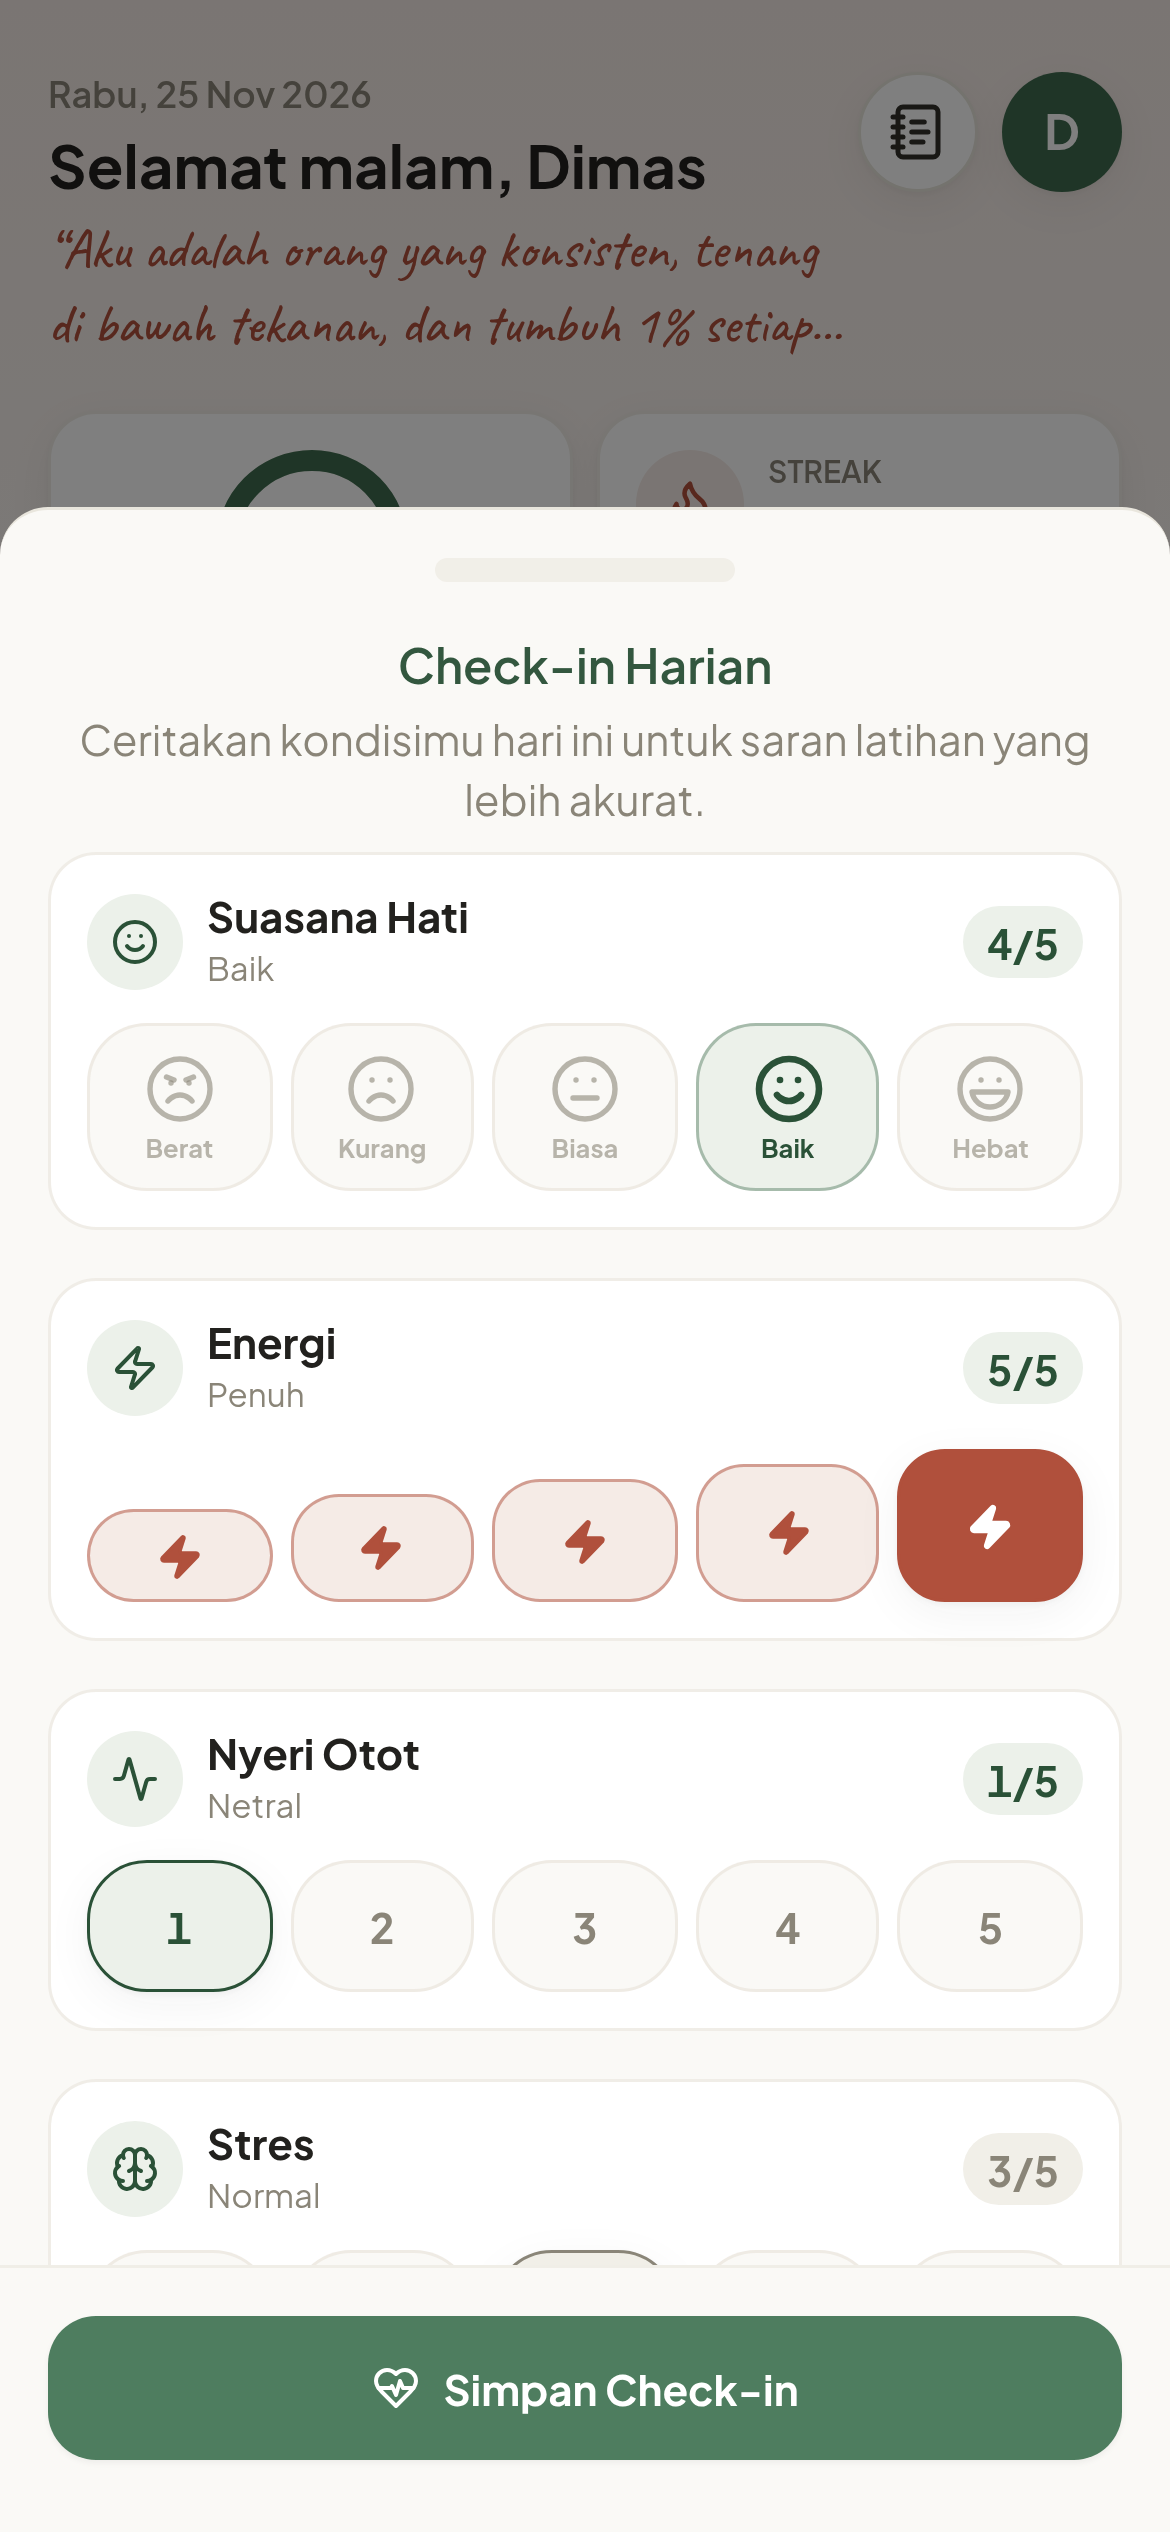 Rabu, 25 Nov 2026
Selamat malam, Dimas
D
“Aku adalah orang yang konsisten, tenang
di bawah tekanan, dan tumbuh 1% setiap...
STREAK
Check-in Harian
Ceritakan kondisimu hari ini untuk saran latihan yang
lebih akurat.
Suasana Hati
Baik
4/5
Berat
Kurang
Biasa
Baik
Hebat
Energi
Penuh
5/5
Nyeri Otot
Netral
1/5
1
2
3
4
5
Stres
Normal
3/5
Simpan Check-in